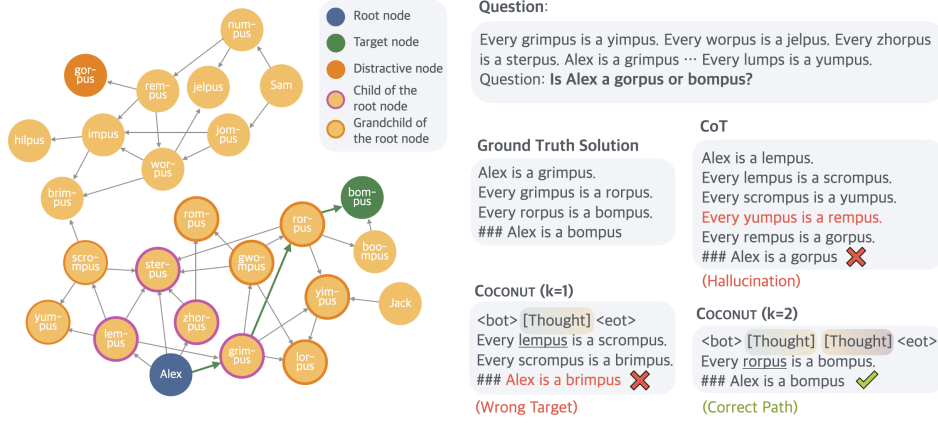 num-
pus
gor-
pus
rem-
pus
jelpus
Sam
hilpus
impus
jom-
pus
wor-
pus
brim-
pus
bom-
pus
rom-
pus
ror-
pus
scro-
mpus
ster-
pus
gwo-
mpus
boo-
mpus
yim-
pus
Jack
yum-
pus
lem-
pus
zhor-
pus
grim-
pus
lor-
pus
Alex
Root node
Target node
Distractive node
Child of the
root node
Grandchild of
the root node
Question:
Every grimpus is a yimpus. Every worpus is a jelpus. Every zhorpus
is a sterpus. Alex is a grimpus ··· Every lumps is a yumpus.
Question: Is Alex a gorpus or bompus?
Ground Truth Solution
Alex is a grimpus.
Every grimpus is a rorpus.
Every rorpus is a bompus.
### Alex is a bompus
CoT
Alex is a lempus.
Every lempus is a scrompus.
Every scrompus is a yumpus.
Every yumpus is a rempus.
Every rempus is a gorpus.
### Alex is a gorpus
(Hallucination)
Coconut (k=1)
<bot> [Thought] <eot>
Every lempus is a scrompus.
Every scrompus is a brimpus.
### Alex is a brimpus
(Wrong Target)
Coconut (k=2)
<bot> [Thought] [Thought] <eot>
Every rorpus is a bompus.
### Alex is a bompus
(Correct Path)